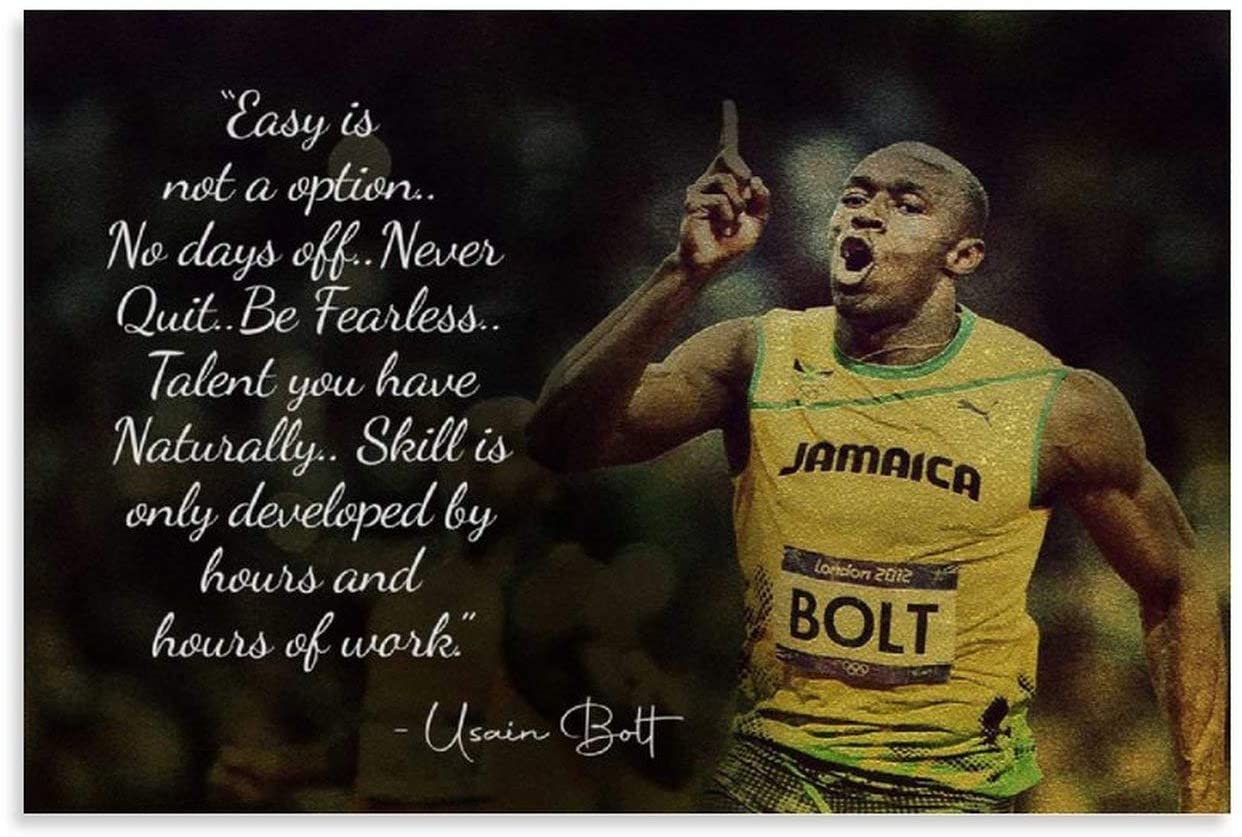 “Easy is
not a option..
No days off..Never
Quit..Be Fearless..
Talent you have
Naturally.. Skill is
only developed by
hours and
hours of work.”
- Usain Bolt
JAMAICA
London 2012
BOLT